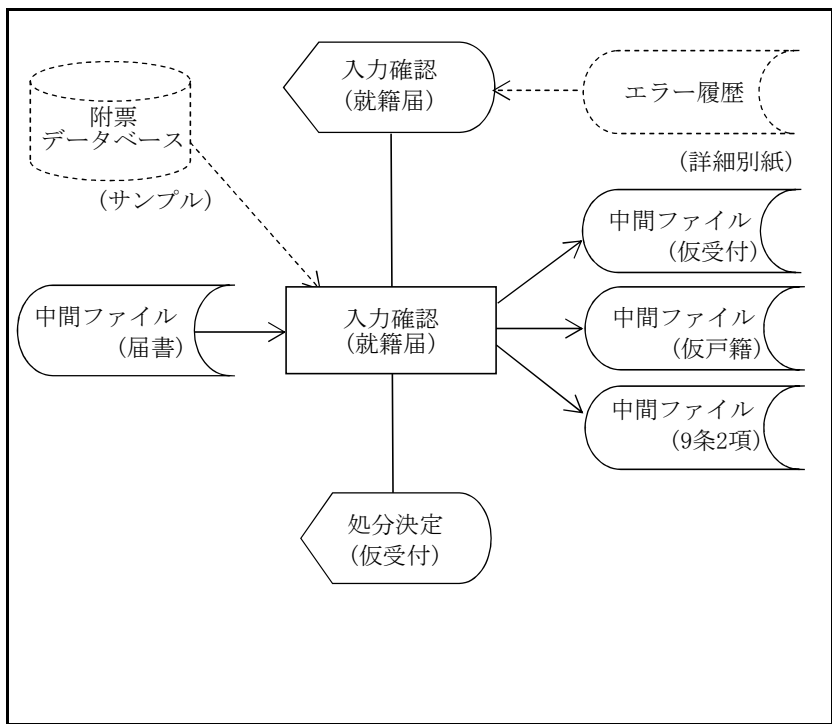 入力確認
(就籍届)
エラー履歴
(詳細別紙)
附票
データベース
(サンプル)
中間ファイル
(仮受付)
中間ファイル
(届書)
入力確認
(就籍届)
中間ファイル
(仮戸籍)
中間ファイル
(9条2項)
処分決定
(仮受付)